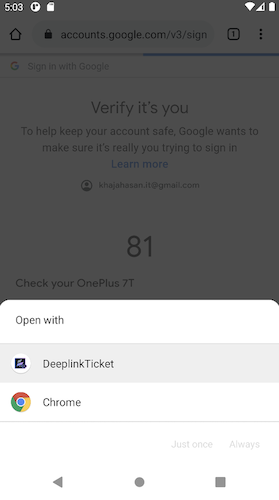 5:03
accounts.google.com/v3/sign
1
Sign in with Google
Verify it's you
To help keep your account safe, Google wants to
make sure it's really you trying to sign in
Learn more
khajahasan.it@gmail.com
81
Check your OnePlus 7T
Open with
DeeplinkTicket
Chrome
Just once
Always